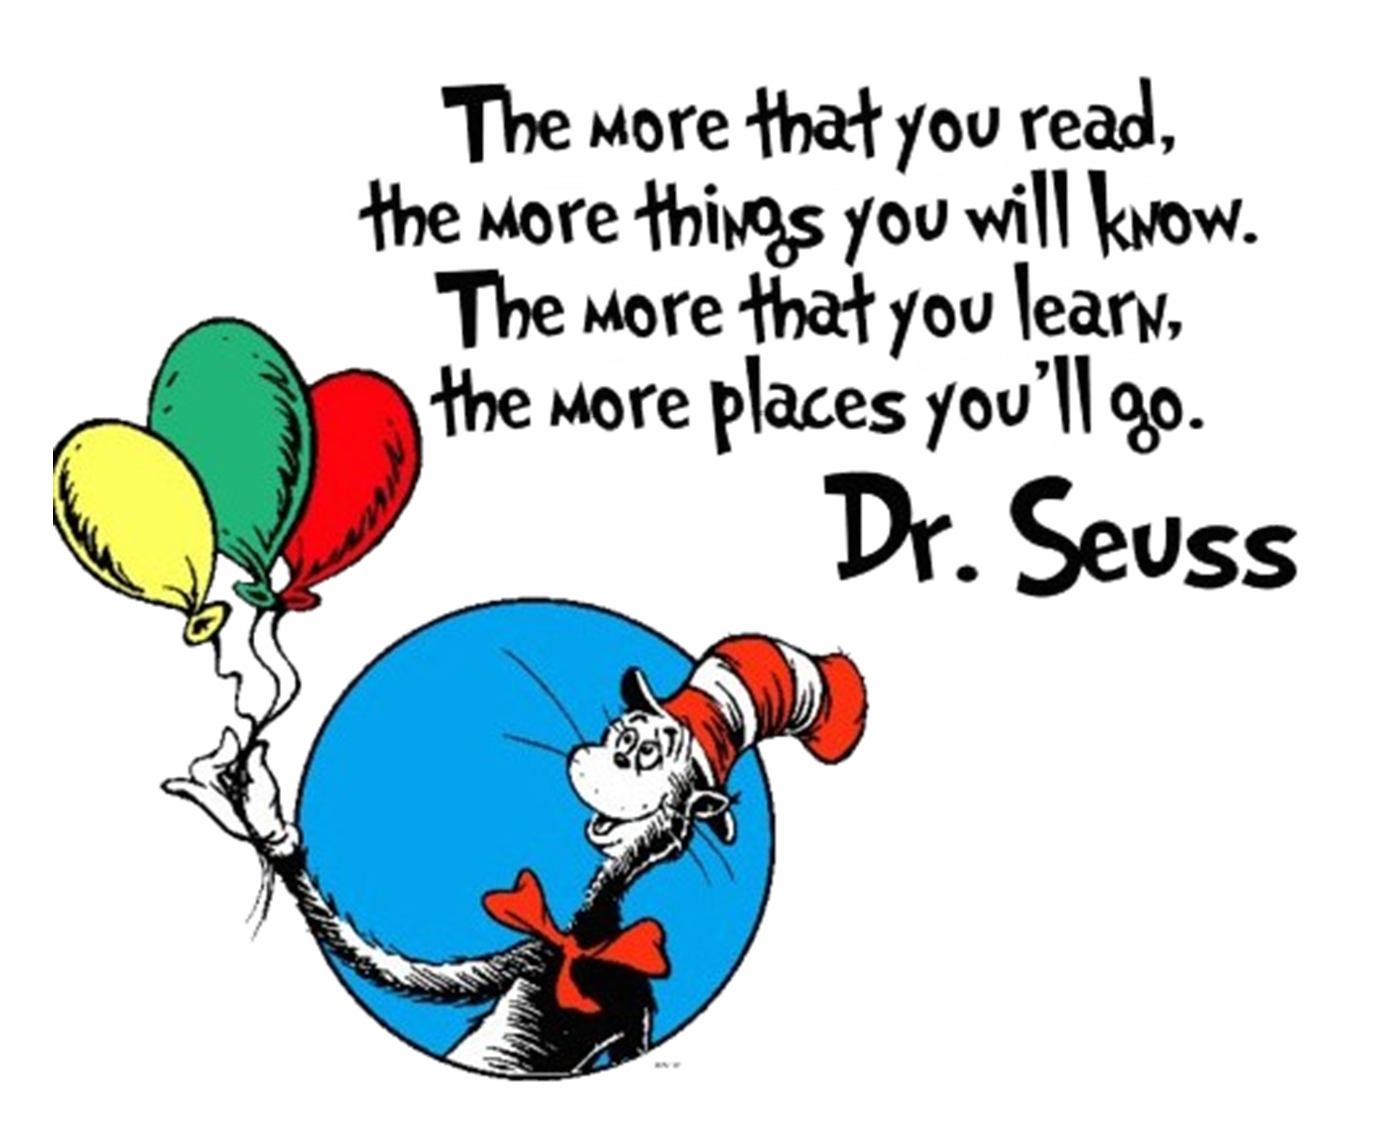 The more that you read,
the more things you will know.
The more that you learn,
the more places you'll go.
Dr. Seuss